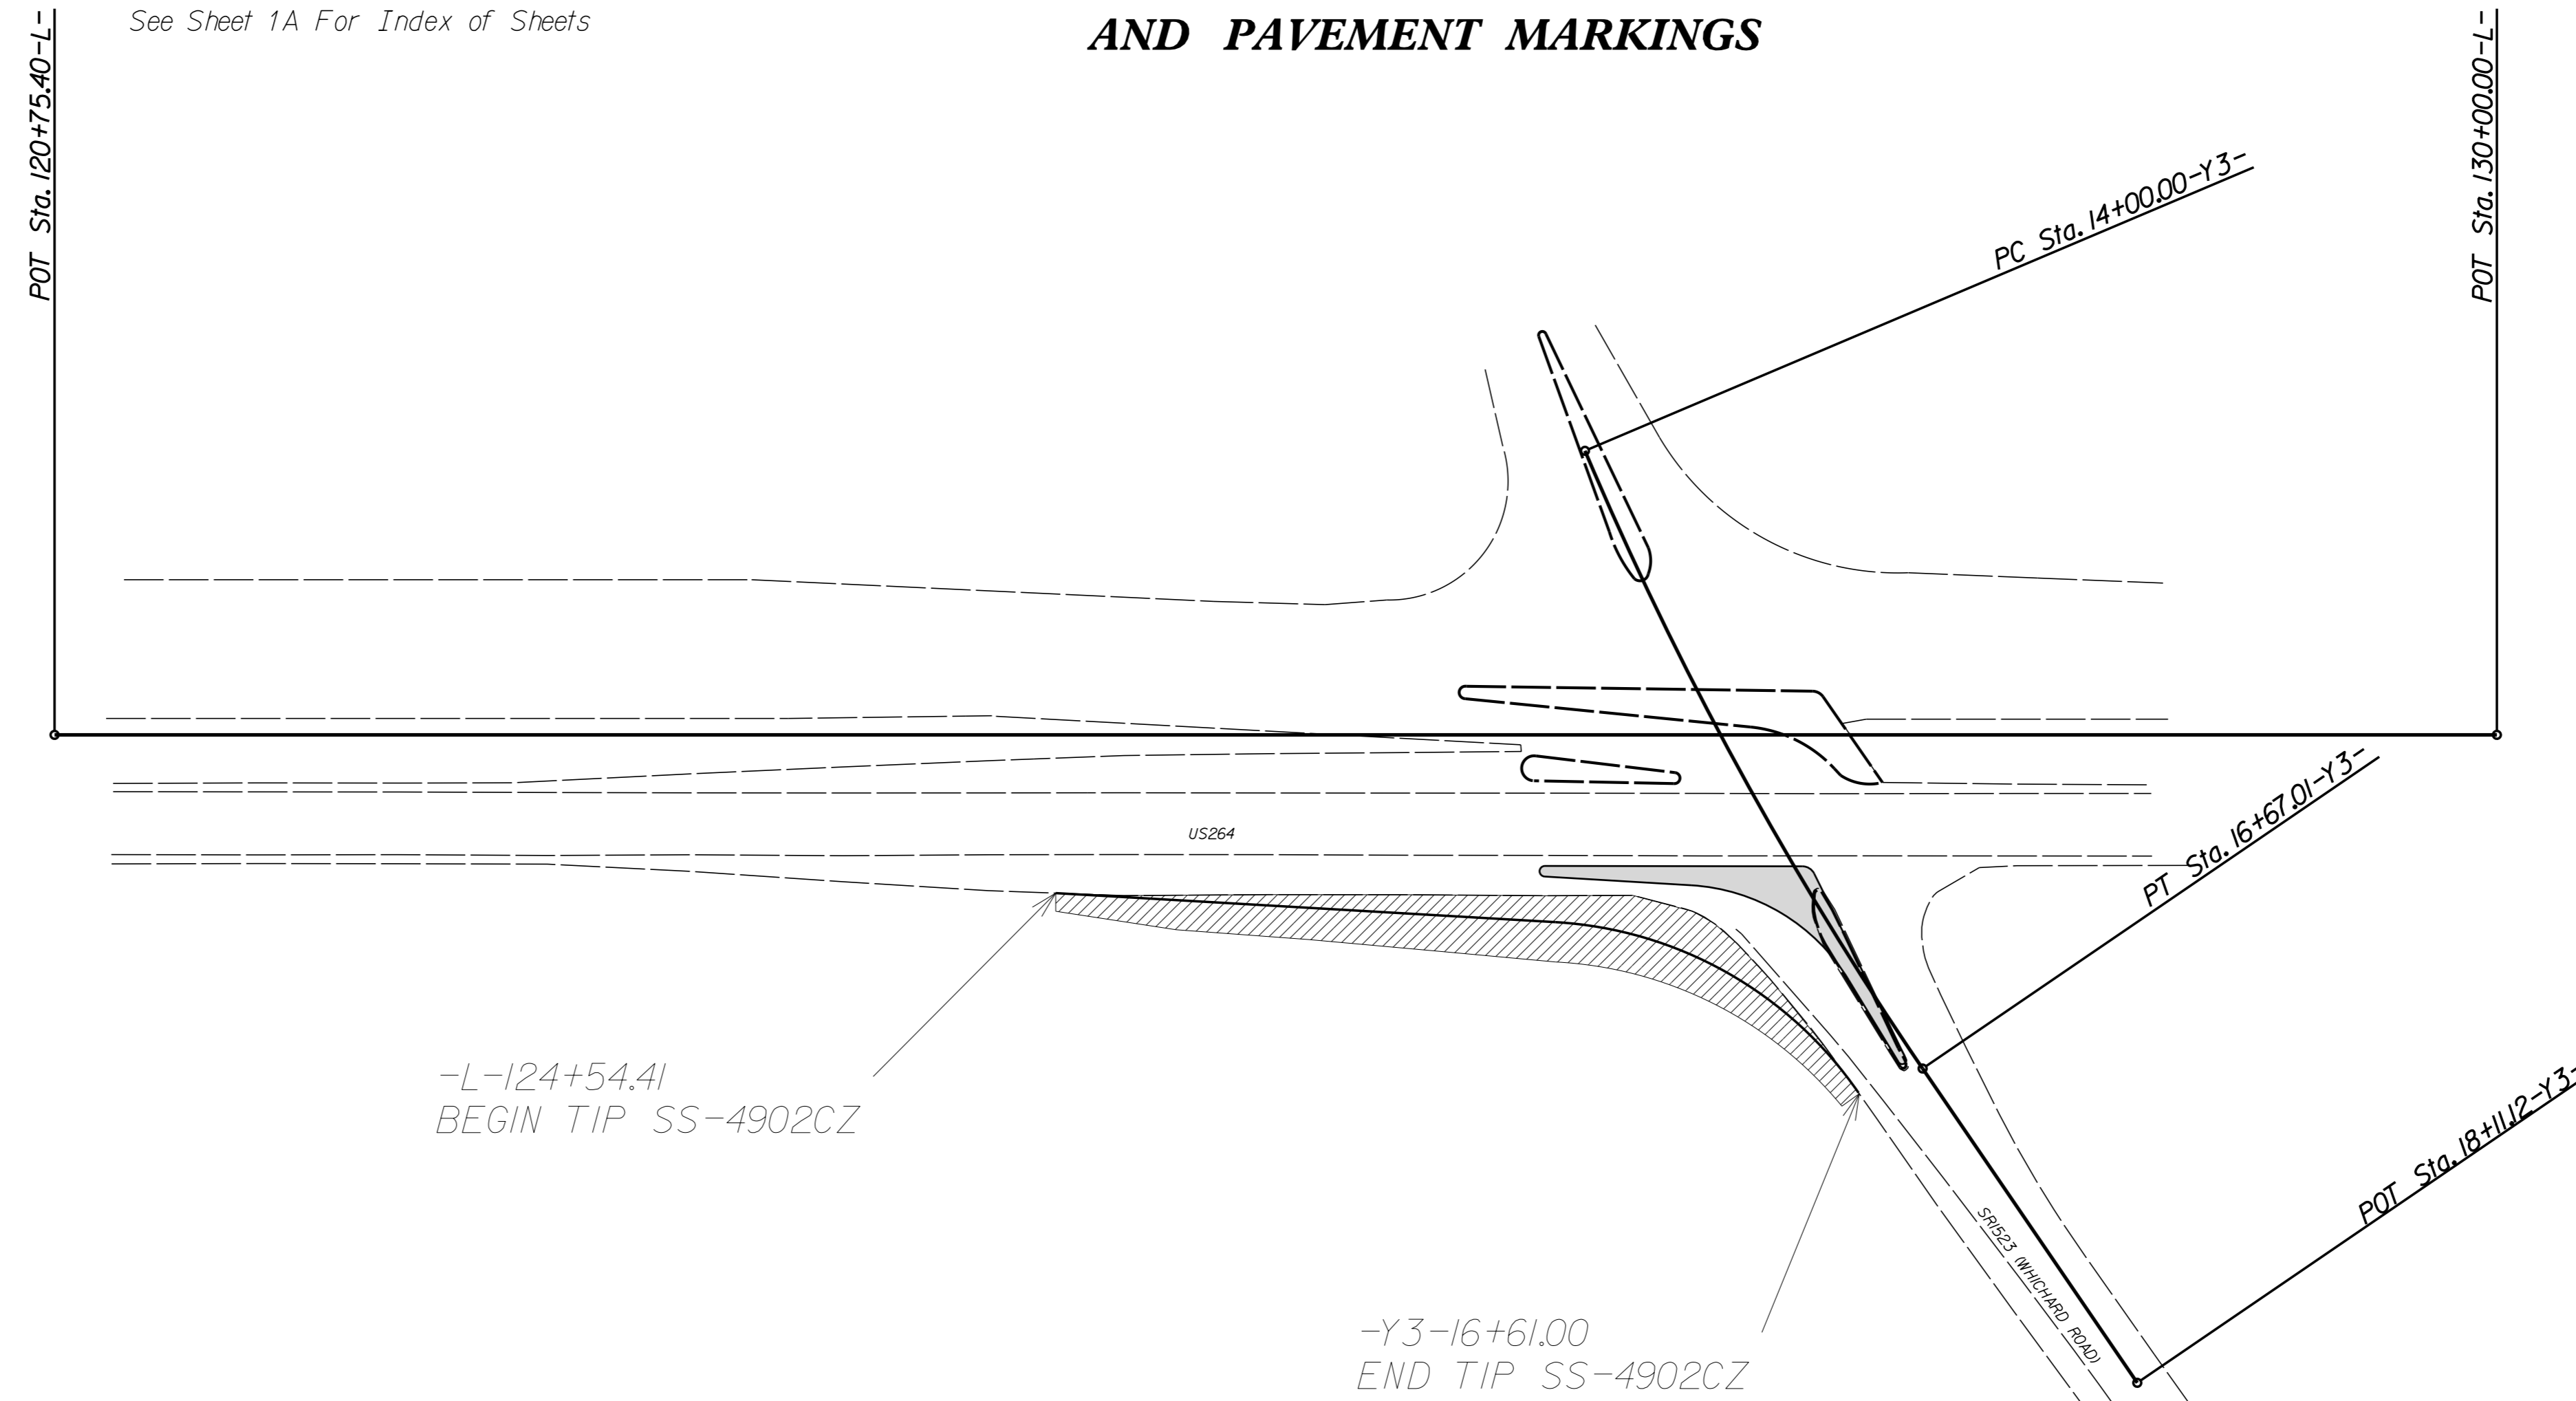 See Sheet 1A For Index of Sheets
AND PAVEMENT MARKINGS
POT Sta. 120+75.40-L-
POT Sta. 130+00.00-L-
PC Sta. 14+00.00-Y3-
PT Sta. 16+67.01-Y3-
US264
-L-124+54.41
BEGIN TIP SS-4902CZ
POT Sta. 18+11.12-Y3-
SR1523 (WHICHARD ROAD)
-Y3-16+61.00
END TIP SS-4902CZ